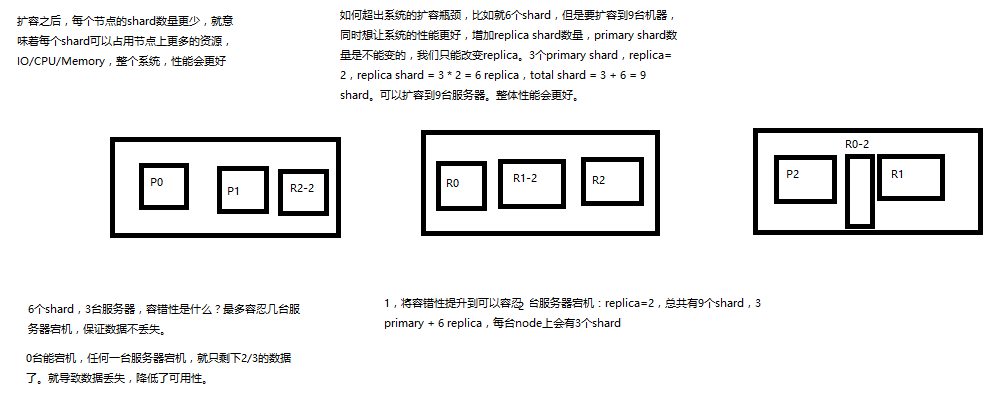 扩容之后，每个节点的shard数量更少，就意
味着每个shard可以占用节点上更多的资源，
IO/CPU/Memory，整个系统，性能会更好
如何超出系统的扩容瓶颈，比如就6个shard，但是要扩容到9台机器，
同时想让系统的性能更好，增加replica shard数量，primary shard数
量是不能变的，我们只能改变replica。3个primary shard，replica=
2，replica shard = 3 * 2 = 6 replica，total shard = 3 + 6 = 9
shard。可以扩容到9台服务器。整体性能会更好。
P0
P1
R2-2
R0
R1-2
R2
R0-2
P2
R1
6个shard，3台服务器，容错性是什么？最多容忍几台服
务器宕机，保证数据不丢失。
0台能宕机，任何一台服务器宕机，就只剩下2/3的数据
了。就导致数据丢失，降低了可用性。
1，将容错性提升到可以容忍2 台服务器宕机：replica=2，总共有9个shard，3
primary + 6 replica，每台node上会有3个shard